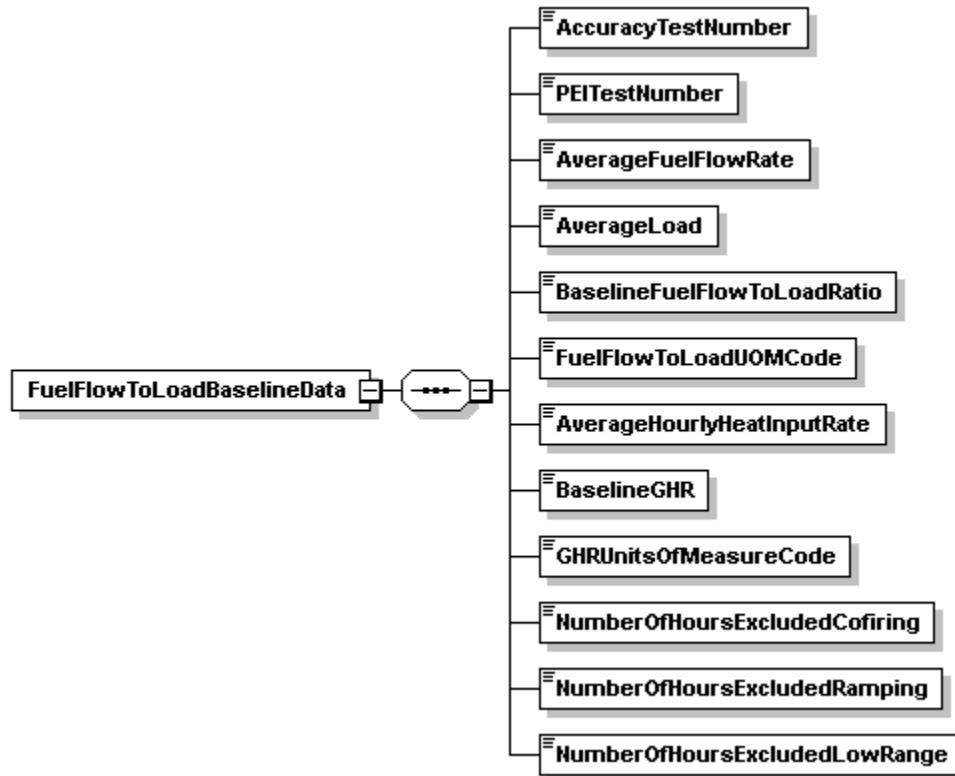 AccuracyTestNumber
PEITestNumber
AverageFuelFlowRate
AverageLoad
BaselineFuelFlowToLoadRatio
FuelFlowToLoadUOMCode
FuelFlowToLoadBaselineData
AverageHourlyHeatInputRate
BaselineGHR
GHRUnitsOfMeasureCode
NumberOfHoursExcludedCofiring
NumberOfHoursExcludedRamping
NumberOfHoursExcludedLowRange